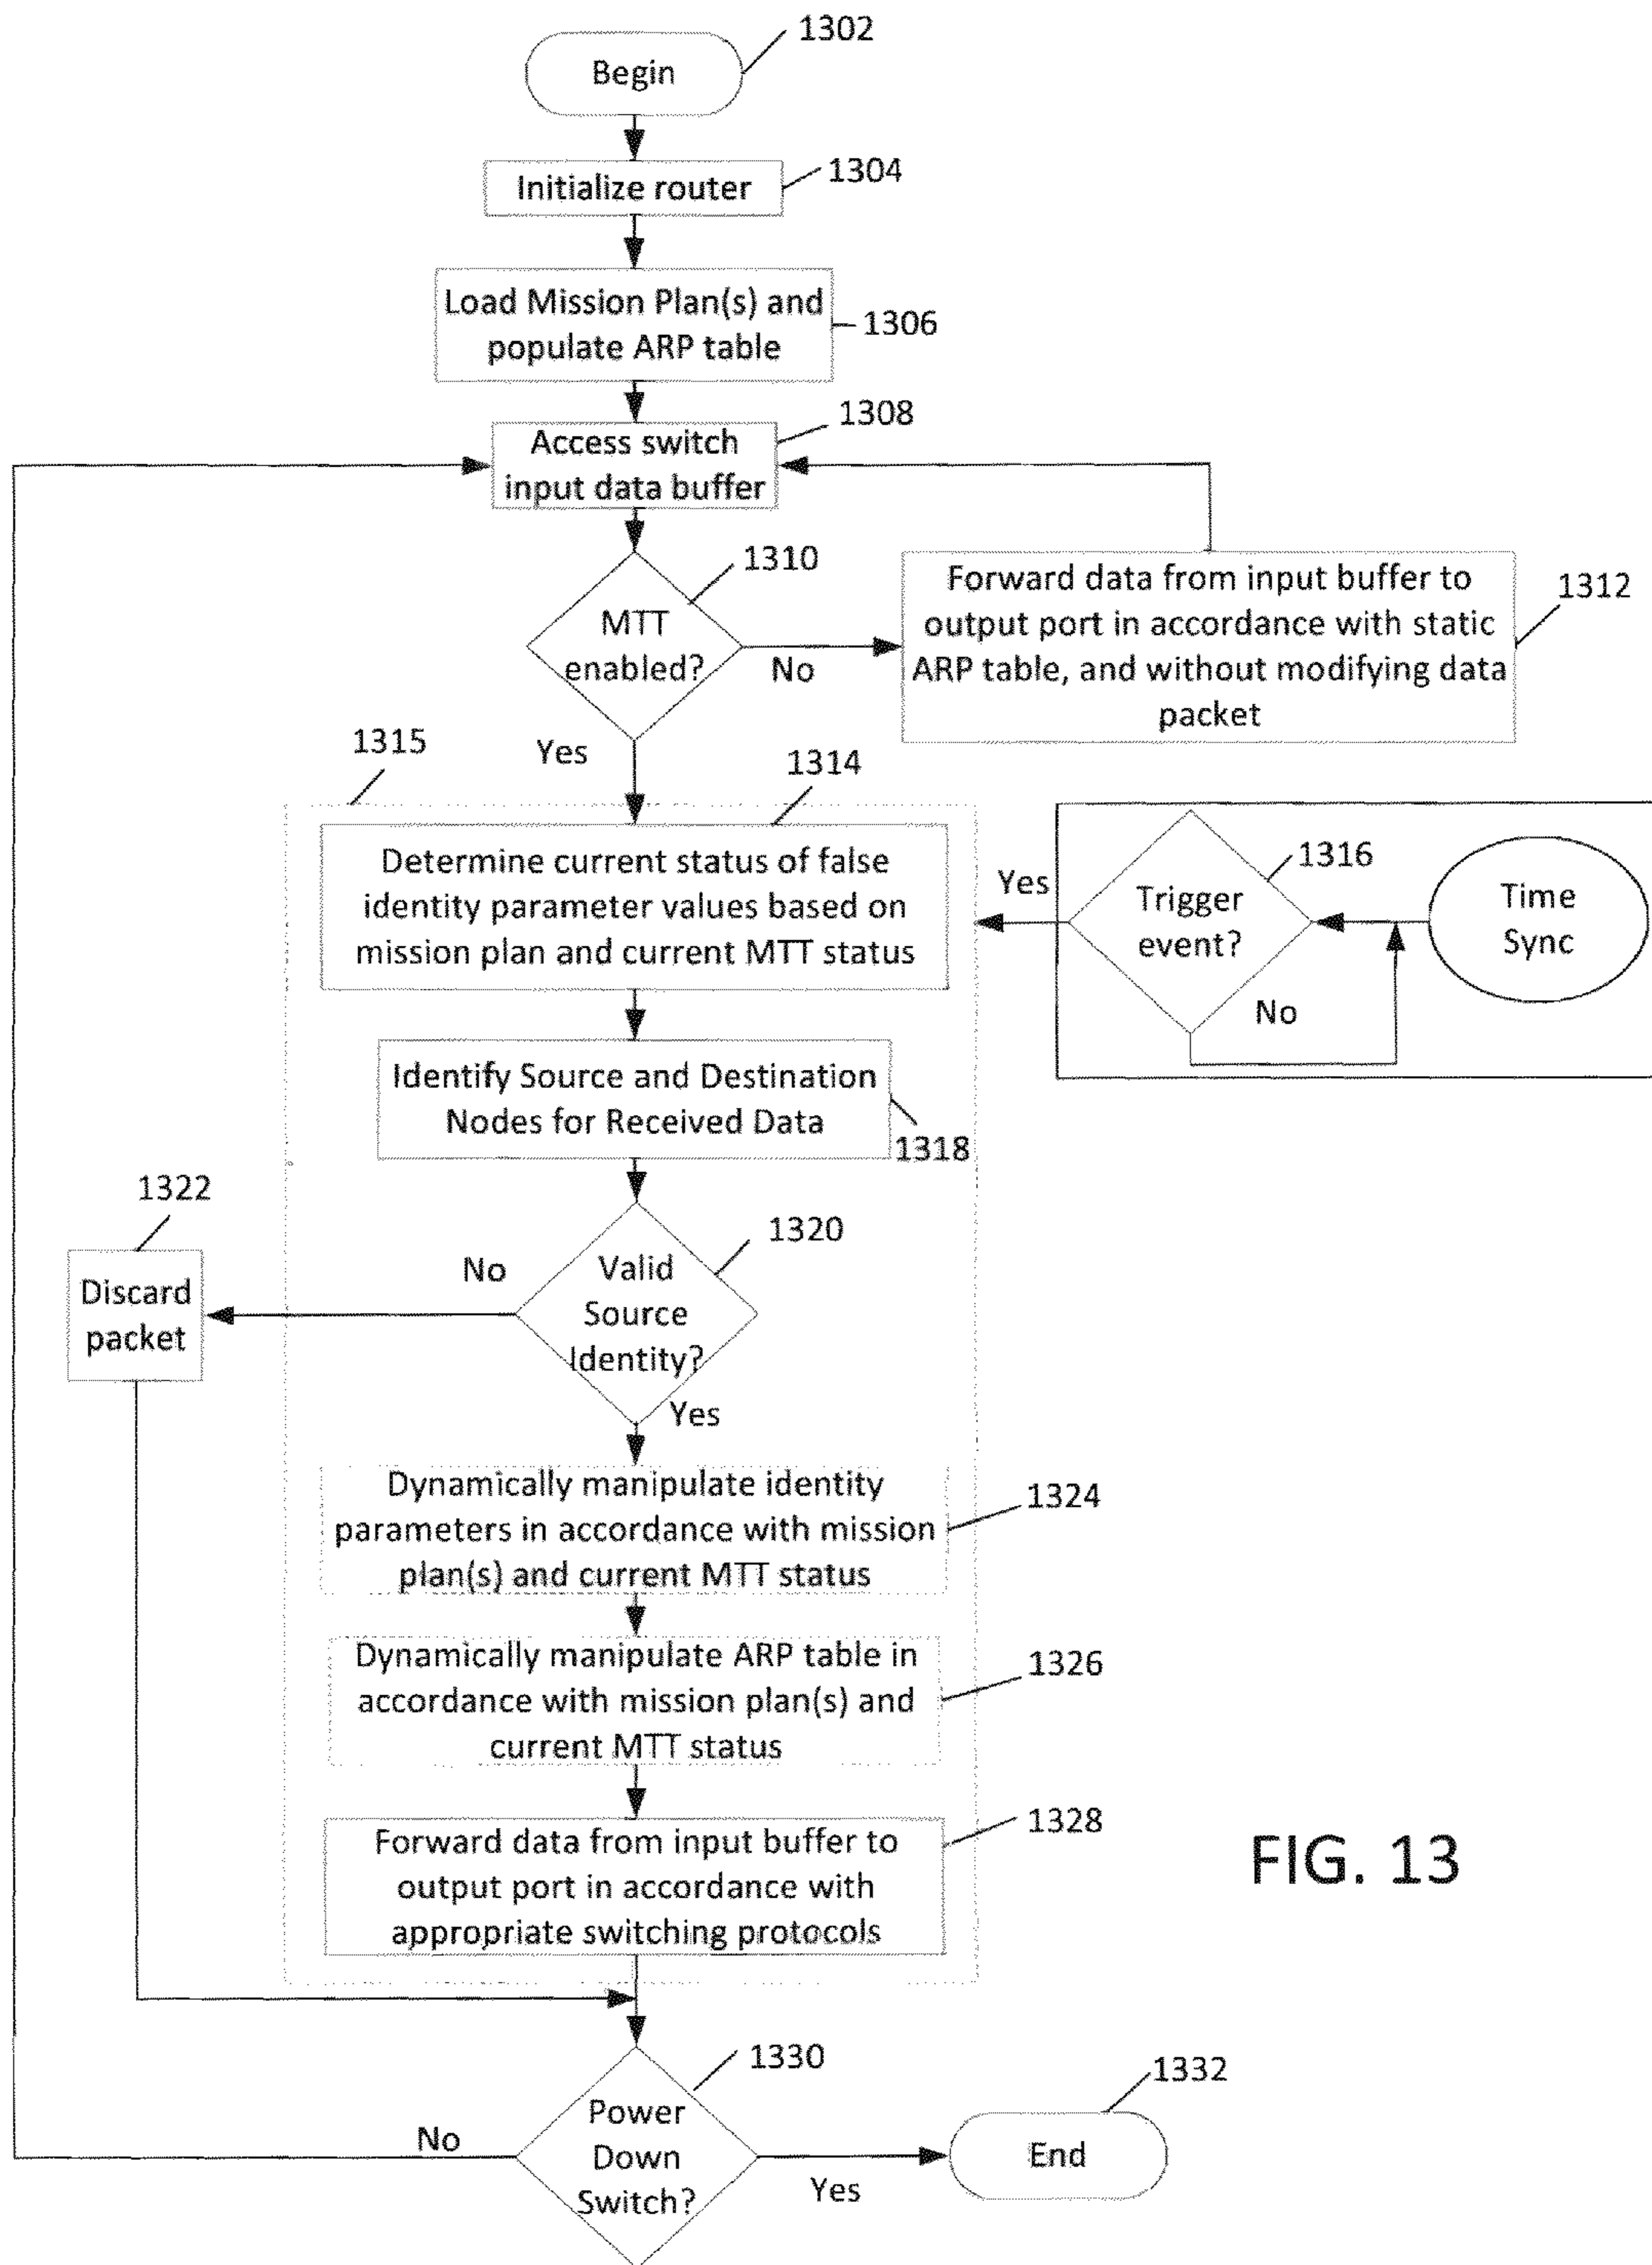 1302
Begin
1304
Initialize router
Load Mission Plan(s) and
populate ARP table
1306
1308
Access switch
input data buffer
1310
MTT
enabled?
No
Yes
Forward data from input buffer to
output port in accordance with static
ARP table, and without modifying data
packet
1312
1315
1314
Determine current status of false
identity parameter values based on
mission plan and current MTT status
Yes
1316
Trigger
event?
No
Time
Sync
Identify Source and Destination
Nodes for Received Data
1318
1322
Discard
packet
No
1320
Valid
Source
Identity?
Yes
Dynamically manipulate identity
parameters in accordance with mission
plan(s) and current MTT status
1324
Dynamically manipulate ARP table in
accordance with mission plan(s) and
current MTT status
1326
Forward data from input buffer to
output port in accordance with
appropriate switching protocols
1328
FIG. 13
1330
Power
Down
Switch?
No
Yes
1332
End